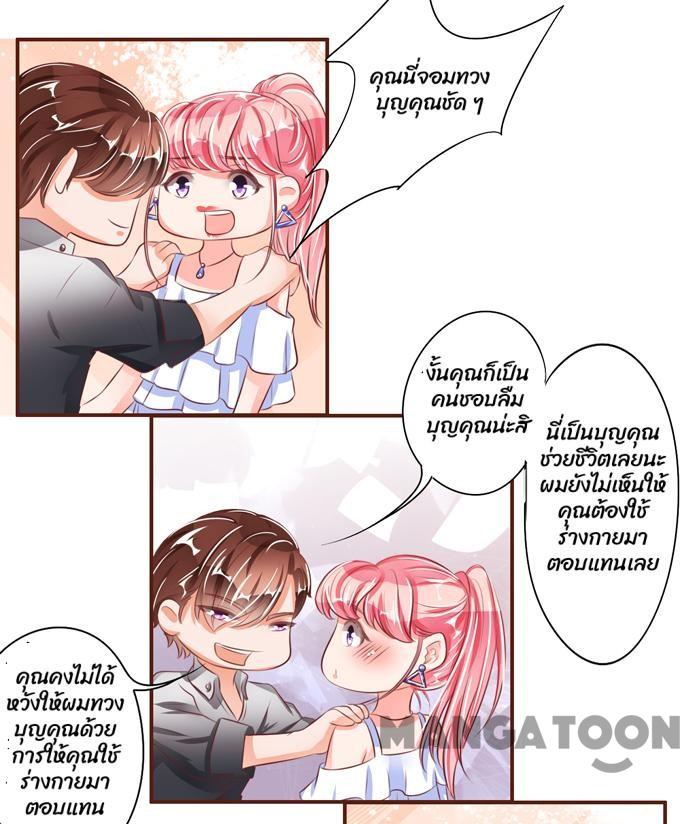 คุณนี่จอมทวง
บุญคุณชัด ๆ
งั้นคุณก็เป็น
คนชอบลืม
บุญคุณน่ะสิ
นี่เป็นบุญคุณ
ช่วยชีวิตเลยนะ
ผมยังไม่เห็นให้
คุณต้องใช้
ร่างกายมา
ตอบแทนเลย
คุณคงไม่ได้
หวังให้ผมทวง
บุญคุณด้วย
การให้คุณใช้
ร่างกายมา
ตอบแทน
MANGATOON